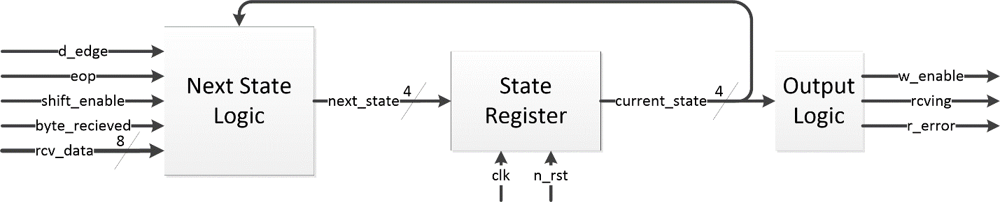 d_edge
eop
shift_enable
byte_recieved
rcv_data
8
Next State
Logic
next_state
4
State
Register
clk
n_rst
current_state
4
Output
Logic
w_enable
rcving
r_error